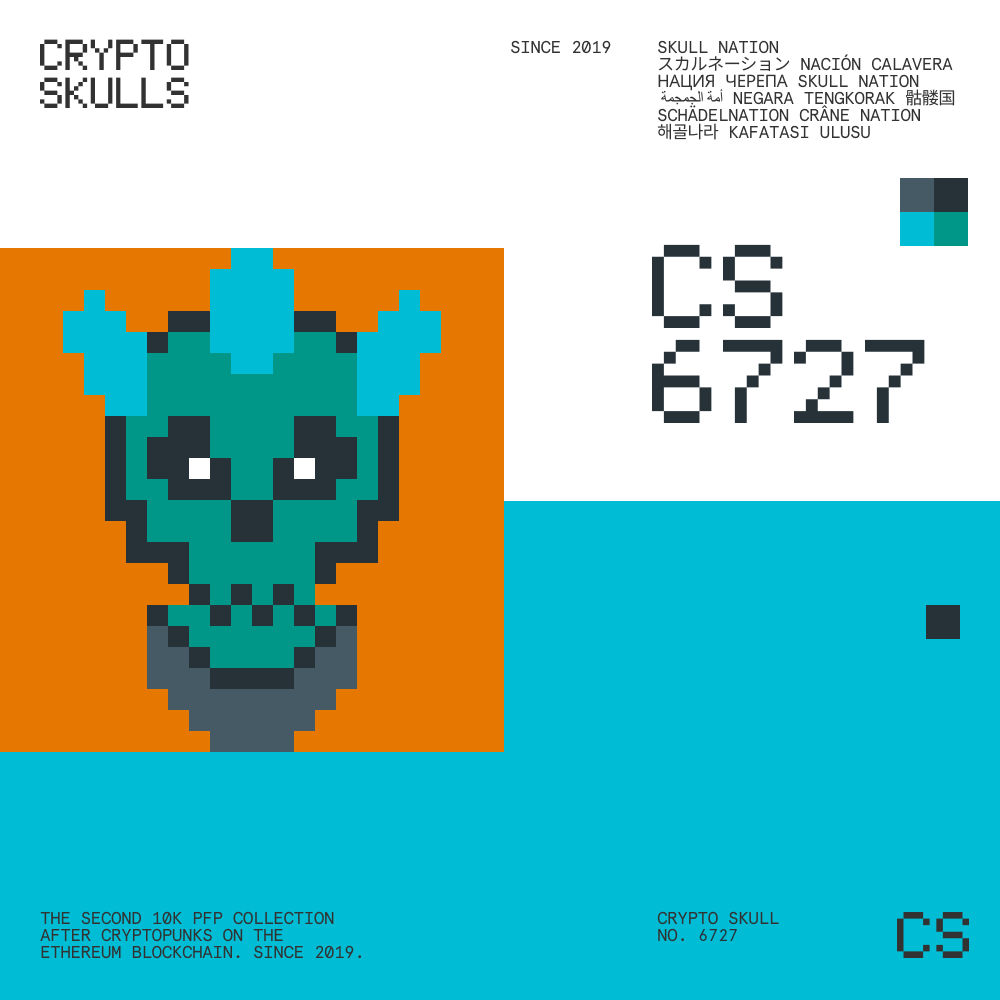 CRYPTO
SKULLS
SINCE 2019
SKULL NATION
スカルネーション NACIÓN CALAVERA
НАЦИЯ ЧЕРЕПА SKULL NATION
أمة الجمجمة NEGARA TENGKORAK 骷髅国
SCHÄDELNATION CRÂNE NATION
해골나라 KAFATASI ULUSU
CS
6727
THE SECOND 10K PFP COLLECTION
AFTER CRYPTOPUNKS ON THE
ETHEREUM BLOCKCHAIN. SINCE 2019.
CRYPTO SKULL
NO. 6727
CS